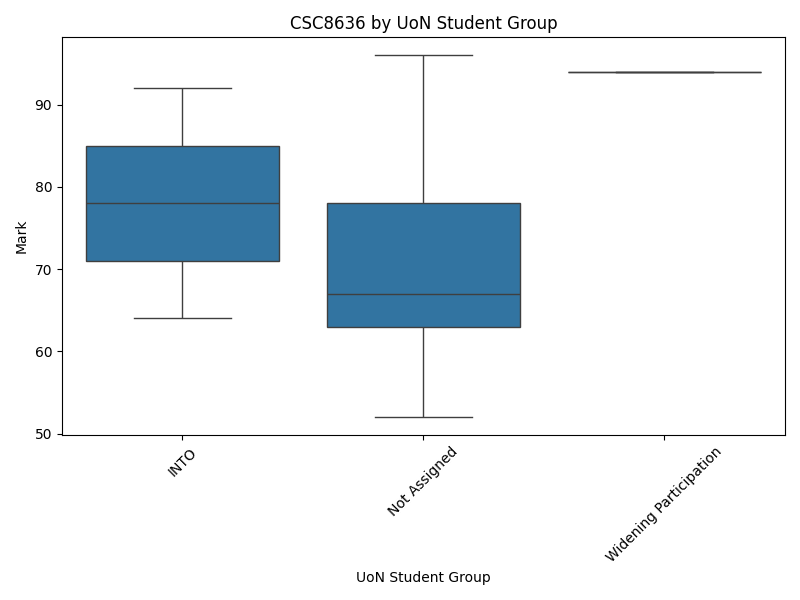 CSC8636 by UoN Student Group
Mark
90
80
70
60
50
INTO
Not Assigned
Widening Participation
UoN Student Group